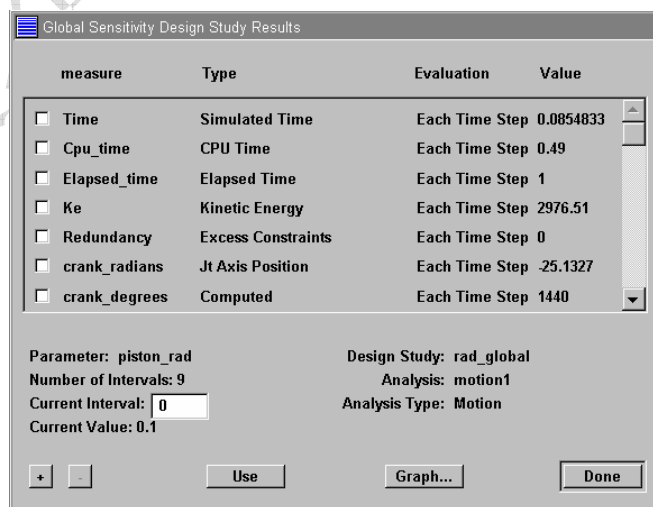 Global Sensitivity Design Study Results
measure Type Evaluation Value
Time Simulated Time Each Time Step 0.0854833
Cpu_time CPU Time Each Time Step 0.49
Elapsed_time Elapsed Time Each Time Step 1
Ke Kinetic Energy Each Time Step 2976.51
Redundancy Excess Constraints Each Time Step 0
crank_radians Jt Axis Position Each Time Step -25.1327
crank_degrees Computed Each Time Step 1440
Parameter: piston_rad Design Study: rad_global
Number of Intervals: 9 Analysis: motion1
Current Interval: 0 Analysis Type: Motion
Current Value: 0.1
+ - Use Graph... Done